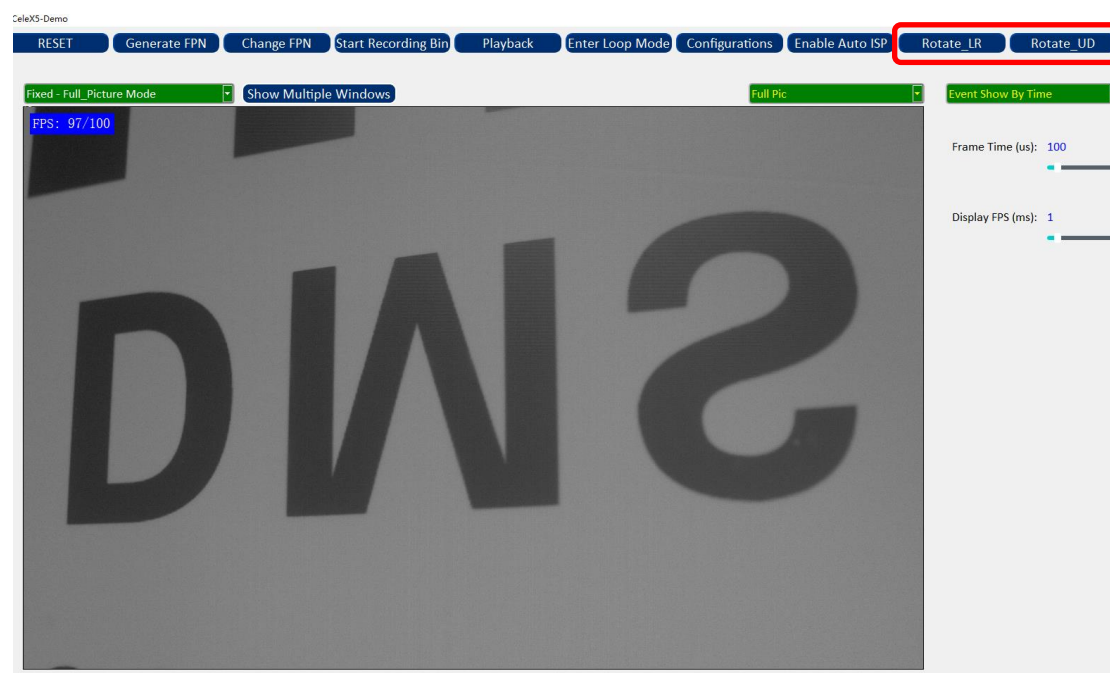 CeleX5-Demo
RESET Generate FPN Change FPN Start Recording Bin Playback Enter Loop Mode Configurations Enable Auto ISP Rotate_LR Rotate_UD
Fixed - Full_Picture Mode Show Multiple Windows Full Pic Event Show By Time
FPS: 97/100
Frame Time (us): 100
Display FPS (ms): 1
DMS